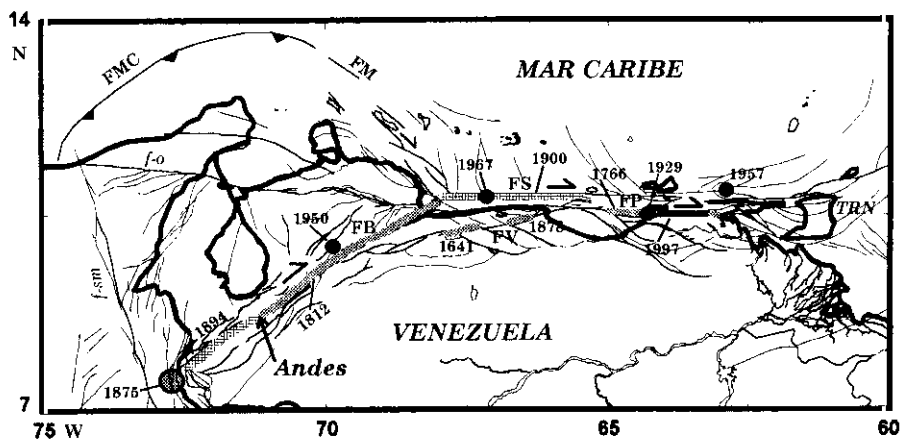 14
N
FMC
FM
MAR CARIBE
f-o
1967
1900
FS
1766
1929
FP
1957
TRN
1950
FB
1641
FV
1878
1997
f-sm
1894
1812
VENEZUELA
Andes
1875
7
75 W
70
65
60